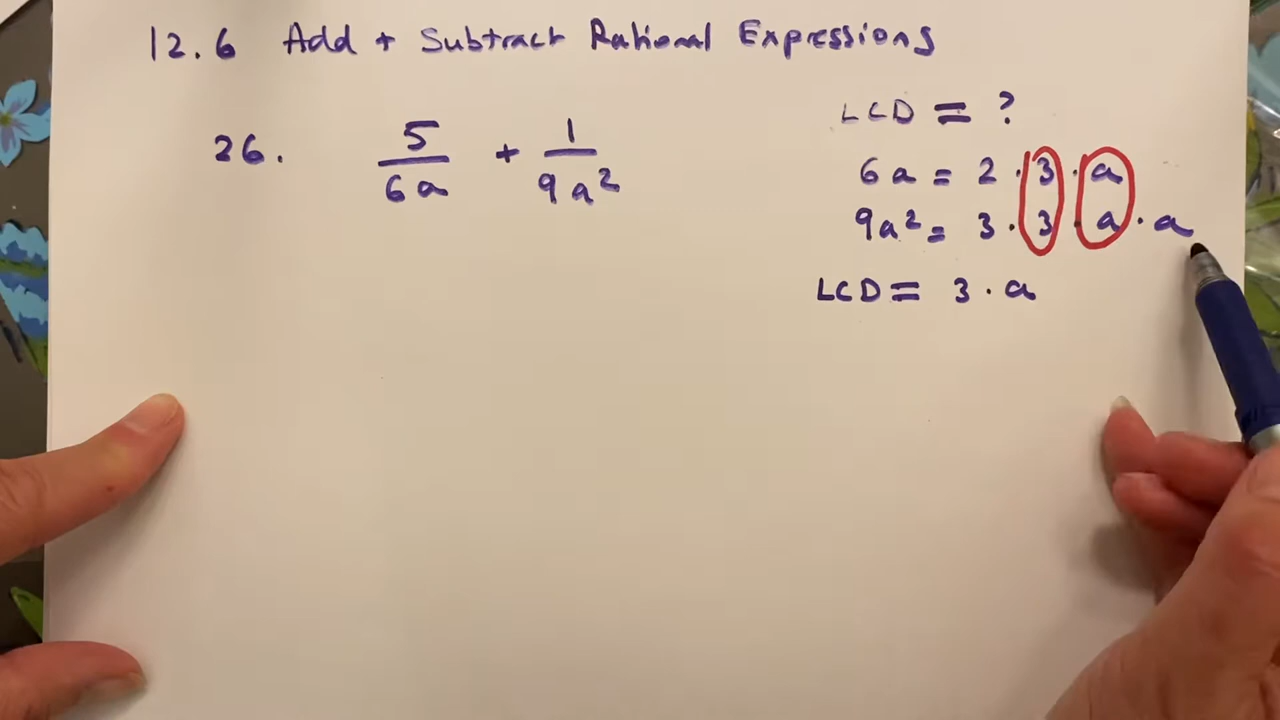 12.6 Add + Subtract Rational Expressions
26. 5/6a + 1/9a²
LCD = ?
6a = 2 · 3 · a
9a² = 3 · 3 · a · a
LCD = 3 · a